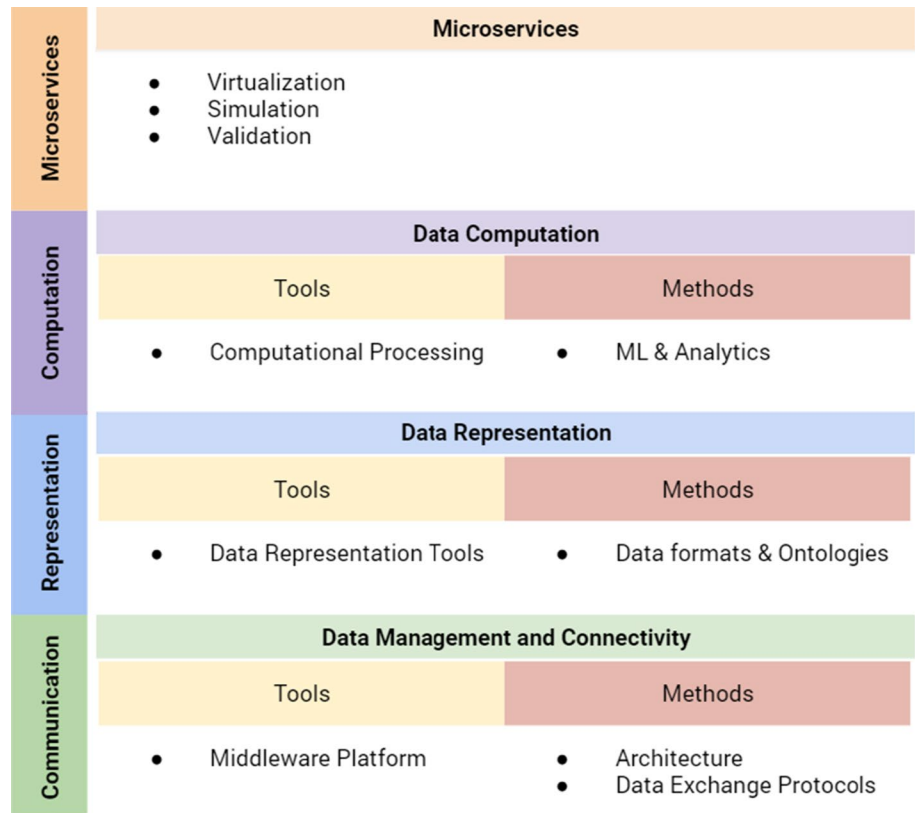 Microservices
Microservices
● Virtualization
● Simulation
● Validation
Computation
Data Computation
Tools
Methods
● Computational Processing
● ML & Analytics
Representation
Data Representation
Tools
Methods
● Data Representation Tools
● Data formats & Ontologies
Communication
Data Management and Connectivity
Tools
Methods
● Middleware Platform
● Architecture
● Data Exchange Protocols